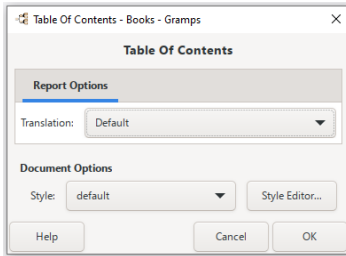 Table Of Contents - Books - Gramps
Table Of Contents
Report Options
Translation: Default
Document Options
Style: default Style Editor...
Help Cancel OK